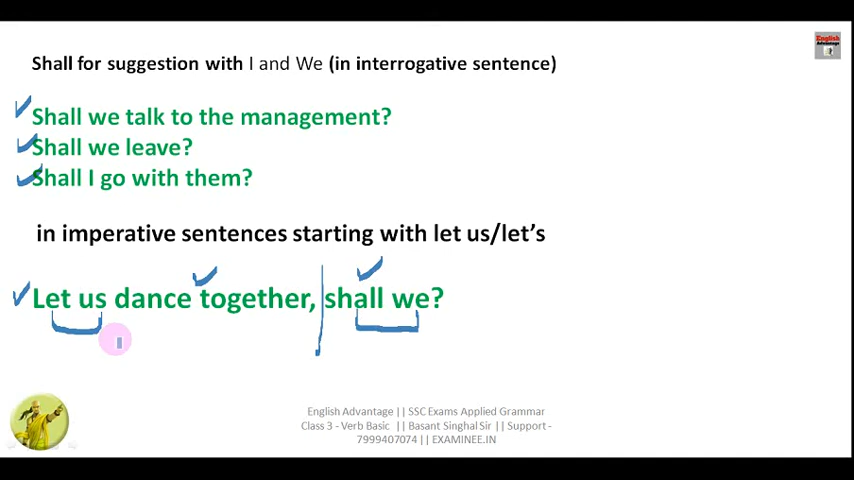 English
Advantage
Shall for suggestion with I and We (in interrogative sentence)
Shall we talk to the management?
Shall we leave?
Shall I go with them?
in imperative sentences starting with let us/let’s
Let us dance together, shall we?
English Advantage || SSC Exams Applied Grammar
Class 3 - Verb Basic || Basant Singhal Sir || Support -
7999407074 || EXAMINEE.IN